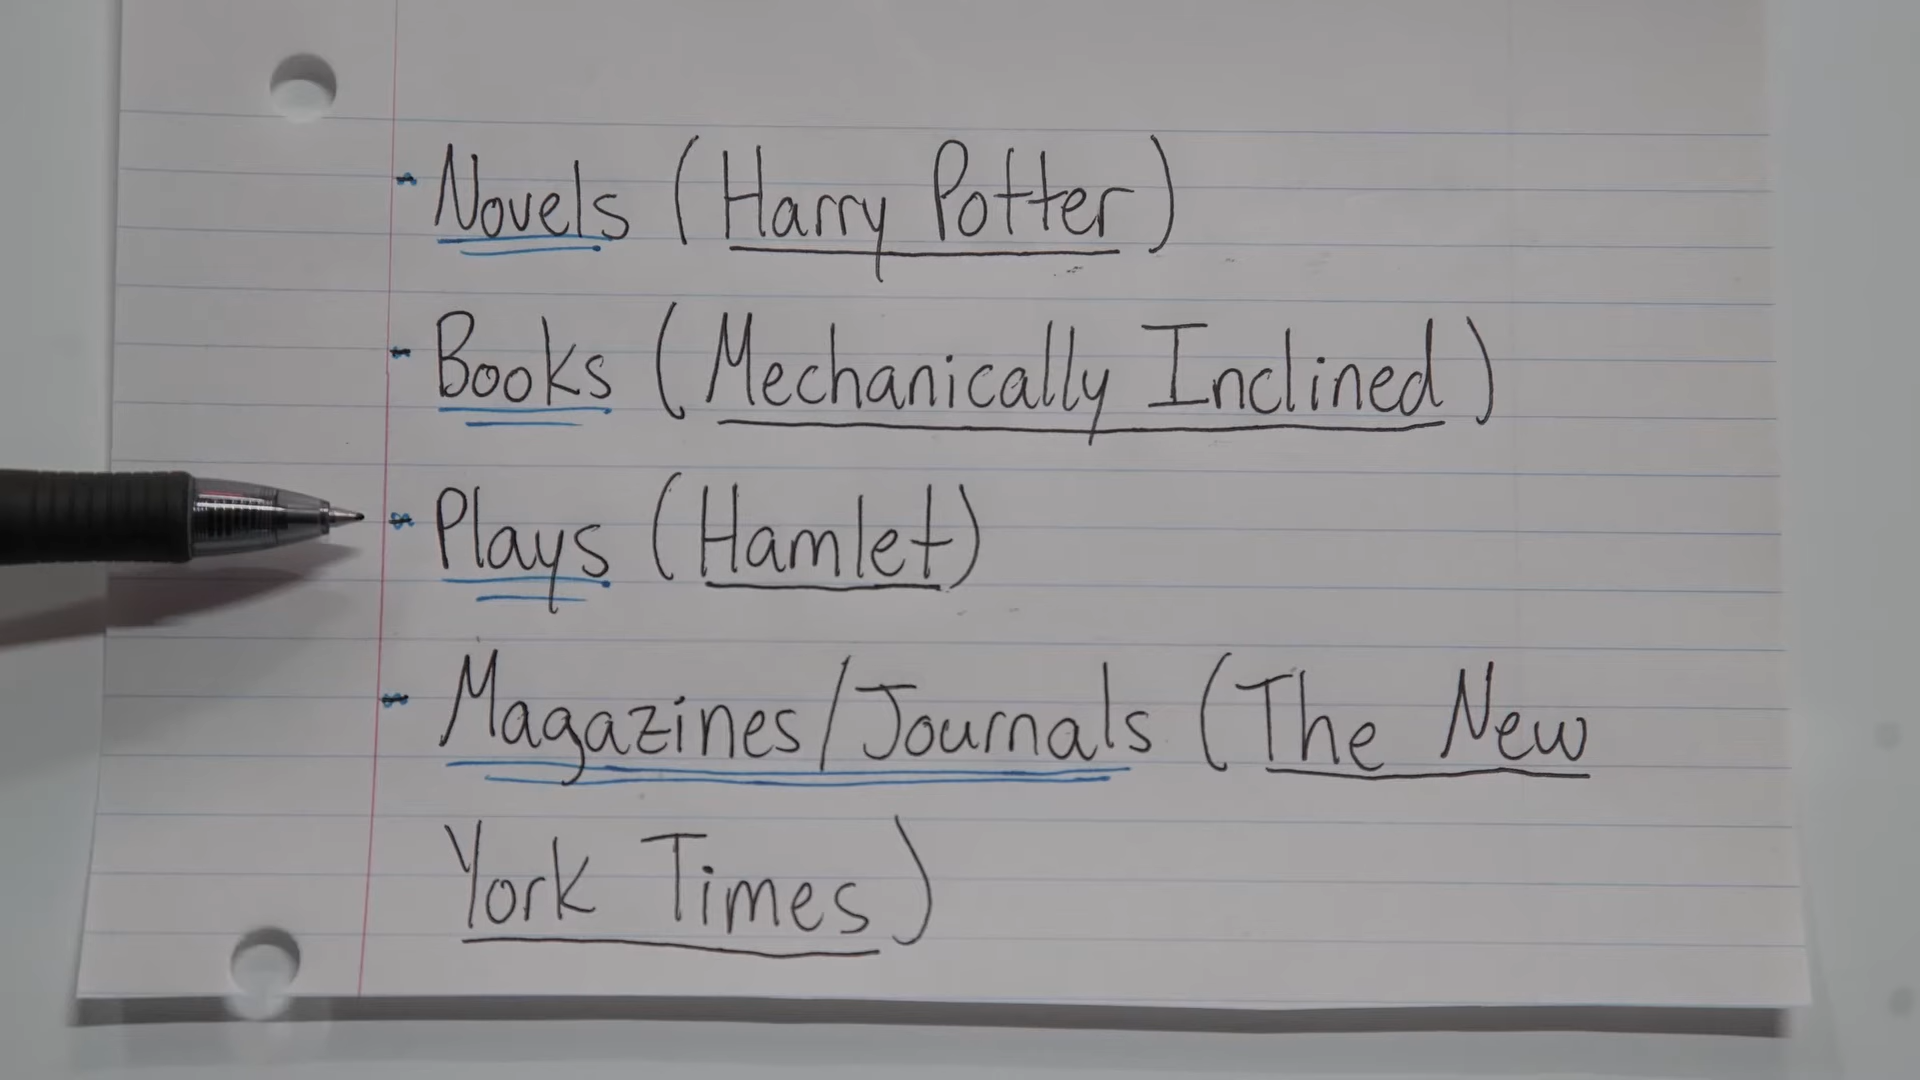 - Novels (Harry Potter)
- Books (Mechanically Inclined)
- Plays (Hamlet)
- Magazines/Journals (The New
York Times)